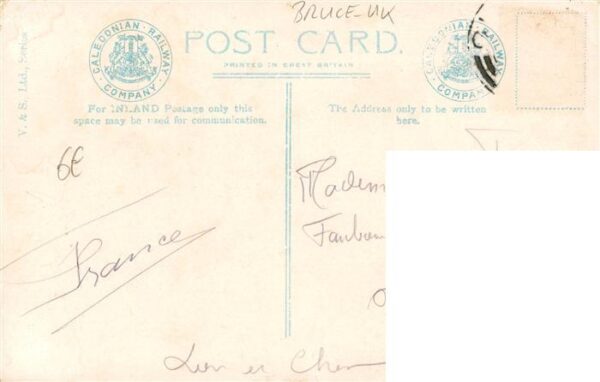 BRUCE-UK
CALEDONIAN RAILWAY COMPANY
POST CARD.
CALEDONIAN RAILWAY COMPANY
PRINTED IN GREAT BRITAIN
V. & S. Ltd., Series
For INLAND Postage only this
space may be used for communication.
The Address only to be written
here.
6€
Madem
Faubou
France
Loir et Cher